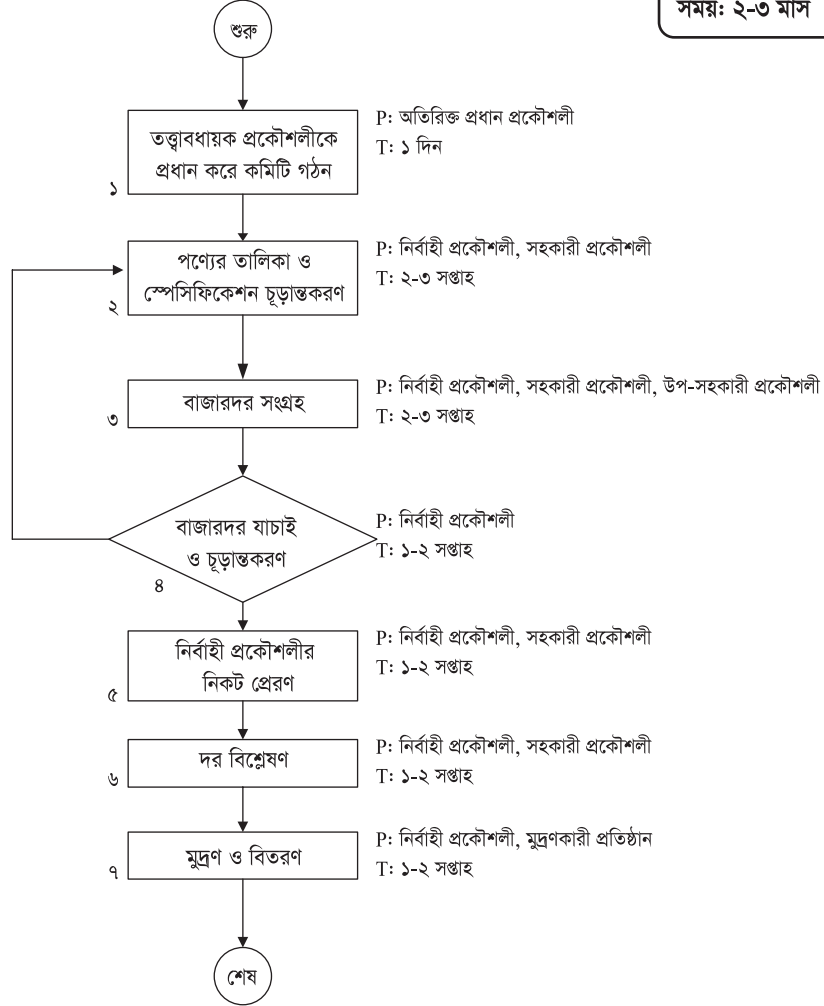 সময়: ২-৩ মাস
শুরু
তত্ত্বাবধায়ক প্রকৌশলীকে
প্রধান করে কমিটি গঠন
১
P: অতিরিক্ত প্রধান প্রকৌশলী
T: ১ দিন
পণ্যের তালিকা ও
স্পেসিফিকেশন চূড়ান্তকরণ
২
P: নির্বাহী প্রকৌশলী, সহকারী প্রকৌশলী
T: ২-৩ সপ্তাহ
বাজারদর সংগ্রহ
৩
P: নির্বাহী প্রকৌশলী, সহকারী প্রকৌশলী, উপ-সহকারী প্রকৌশলী
T: ২-৩ সপ্তাহ
বাজারদর যাচাই
ও চূড়ান্তকরণ
৪
P: নির্বাহী প্রকৌশলী
T: ১-২ সপ্তাহ
নির্বাহী প্রকৌশলীর
নিকট প্রেরণ
৫
P: নির্বাহী প্রকৌশলী, সহকারী প্রকৌশলী
T: ১-২ সপ্তাহ
দর বিশ্লেষণ
৬
P: নির্বাহী প্রকৌশলী, সহকারী প্রকৌশলী
T: ১-২ সপ্তাহ
মুদ্রণ ও বিতরণ
৭
P: নির্বাহী প্রকৌশলী, মুদ্রণকারী প্রতিষ্ঠান
T: ১-২ সপ্তাহ
শেষ